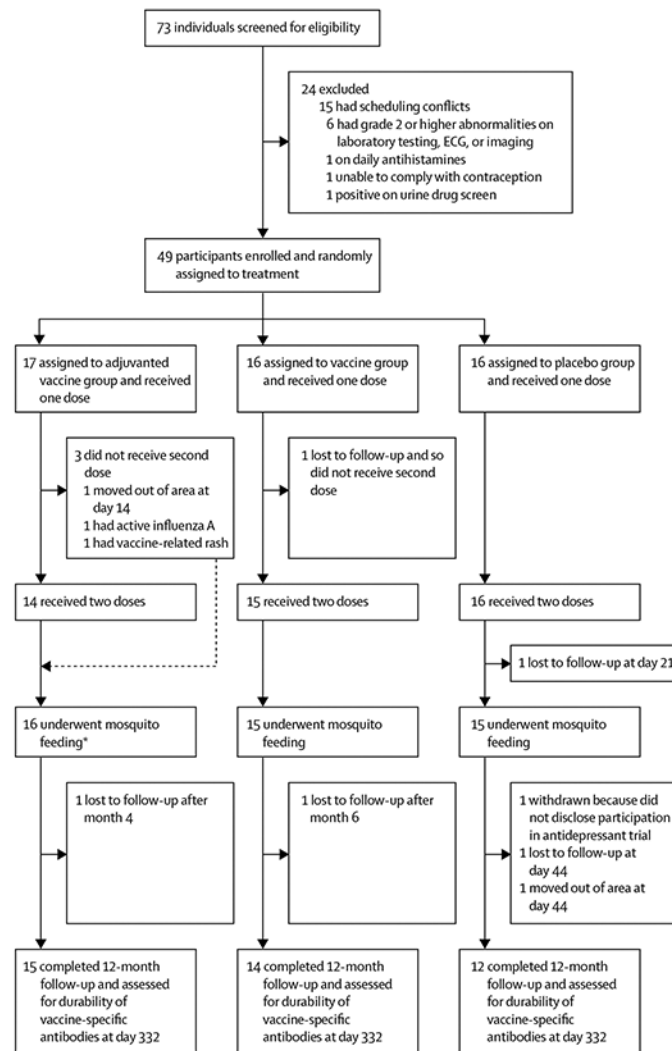 73 individuals screened for eligibility
24 excluded
15 had scheduling conflicts
6 had grade 2 or higher abnormalities on
laboratory testing, ECG, or imaging
1 on daily antihistamines
1 unable to comply with contraception
1 positive on urine drug screen
49 participants enrolled and randomly
assigned to treatment
17 assigned to adjuvanted
vaccine group and received
one dose
16 assigned to vaccine group
and received one dose
16 assigned to placebo group
and received one dose
3 did not receive second
dose
1 moved out of area at
day 14
1 had active influenza A
1 had vaccine-related rash
1 lost to follow-up and so
did not receive second
dose
14 received two doses
15 received two doses
16 received two doses
1 lost to follow-up at day 21
16 underwent mosquito
feeding*
15 underwent mosquito
feeding
15 underwent mosquito
feeding
1 lost to follow-up after
month 4
1 lost to follow-up after
month 6
1 withdrawn because did
not disclose participation
in antidepressant trial
1 lost to follow-up at
day 44
1 moved out of area at
day 44
15 completed 12-month
follow-up and assessed
for durability of
vaccine-specific
antibodies at day 332
14 completed 12-month
follow-up and assessed
for durability of
vaccine-specific
antibodies at day 332
12 completed 12-month
follow-up and assessed
for durability of
vaccine-specific
antibodies at day 332